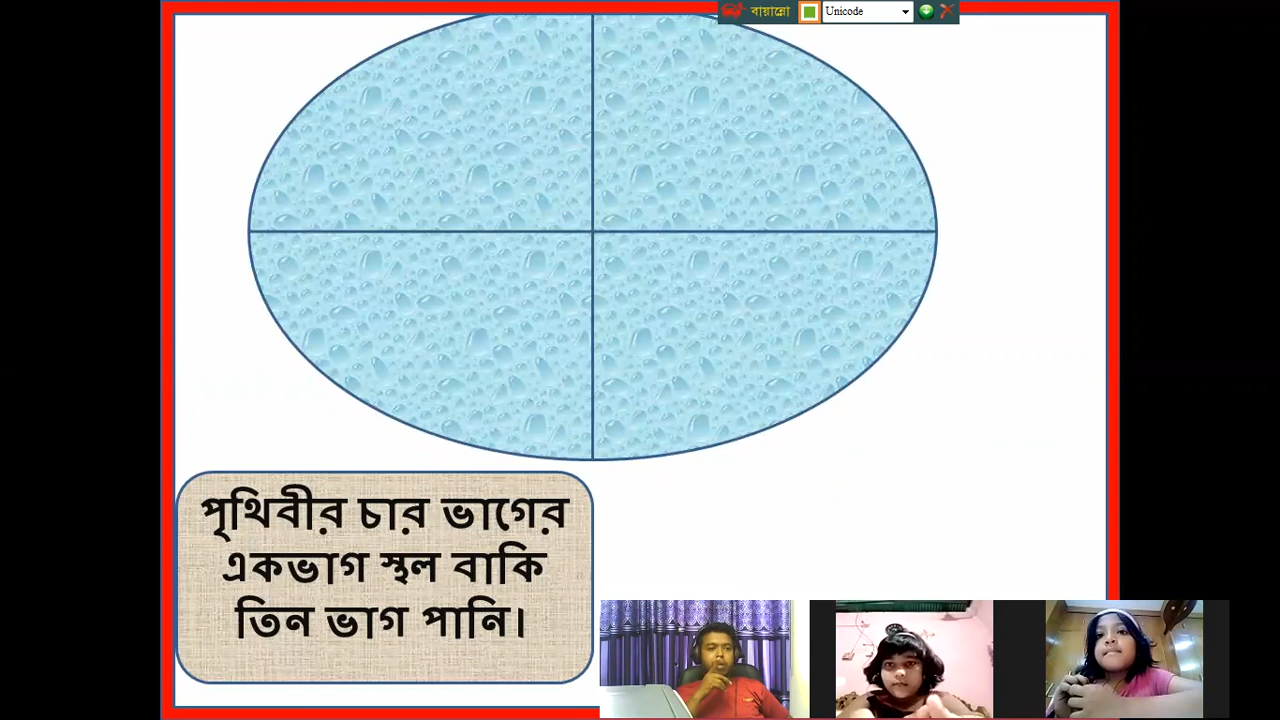 বায়ান্নো Unicode
পৃথিবীর চার ভাগের
একভাগ স্থল বাকি
তিন ভাগ পানি।